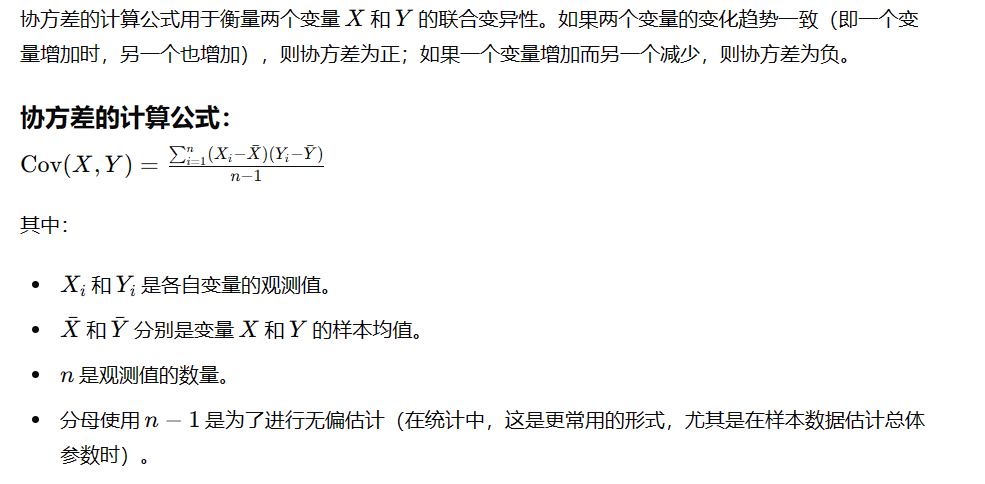 协方差的计算公式用于衡量两个变量 X 和 Y 的联合变异性。如果两个变量的变化趋势一致（即一个变
量增加时，另一个也增加），则协方差为正；如果一个变量增加而另一个减少，则协方差为负。
协方差的计算公式：
Cov(X, Y) = \frac{\sum_{i=1}^{n}(X_i-\bar{X})(Y_i-\bar{Y})}{n-1}
其中：
• X_i 和 Y_i 是各自变量的观测值。
• \bar{X} 和 \bar{Y} 分别是变量 X 和 Y 的样本均值。
• n 是观测值的数量。
• 分母使用 n − 1 是为了进行无偏估计（在统计中，这是更常用的形式，尤其是在样本数据估计总体
参数时）。